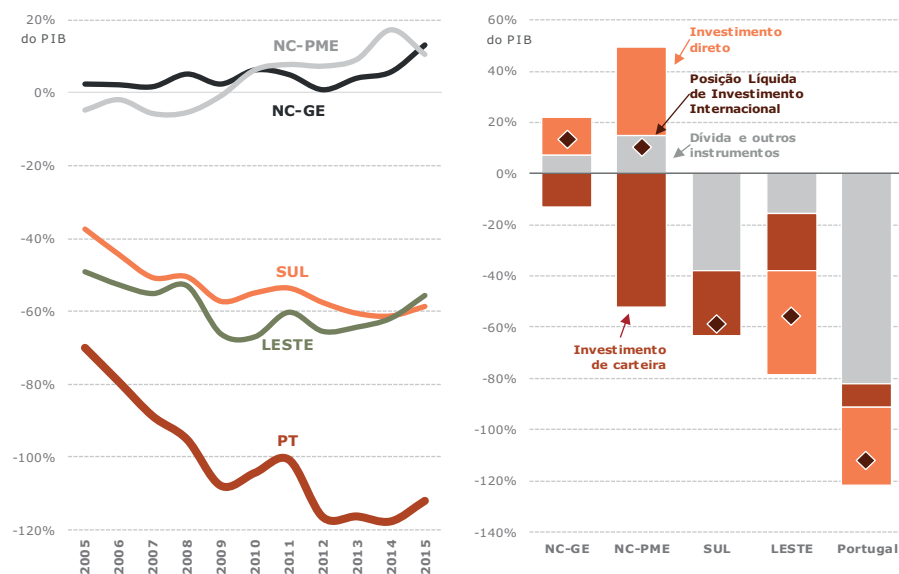 20%
do PIB
0%
-20%
-40%
-60%
-80%
-100%
-120%
NC-PME
NC-GE
SUL
LESTE
PT
2005
2006
2007
2008
2009
2010
2011
2012
2013
2014
2015
60%
do PIB
40%
20%
0%
-20%
-40%
-60%
-80%
-100%
-120%
-140%
Investimento
direto
Posição Líquida
de Investimento
Internacional
Dívida e outros
instrumentos
Investimento
de carteira
NC-GE
NC-PME
SUL
LESTE
Portugal